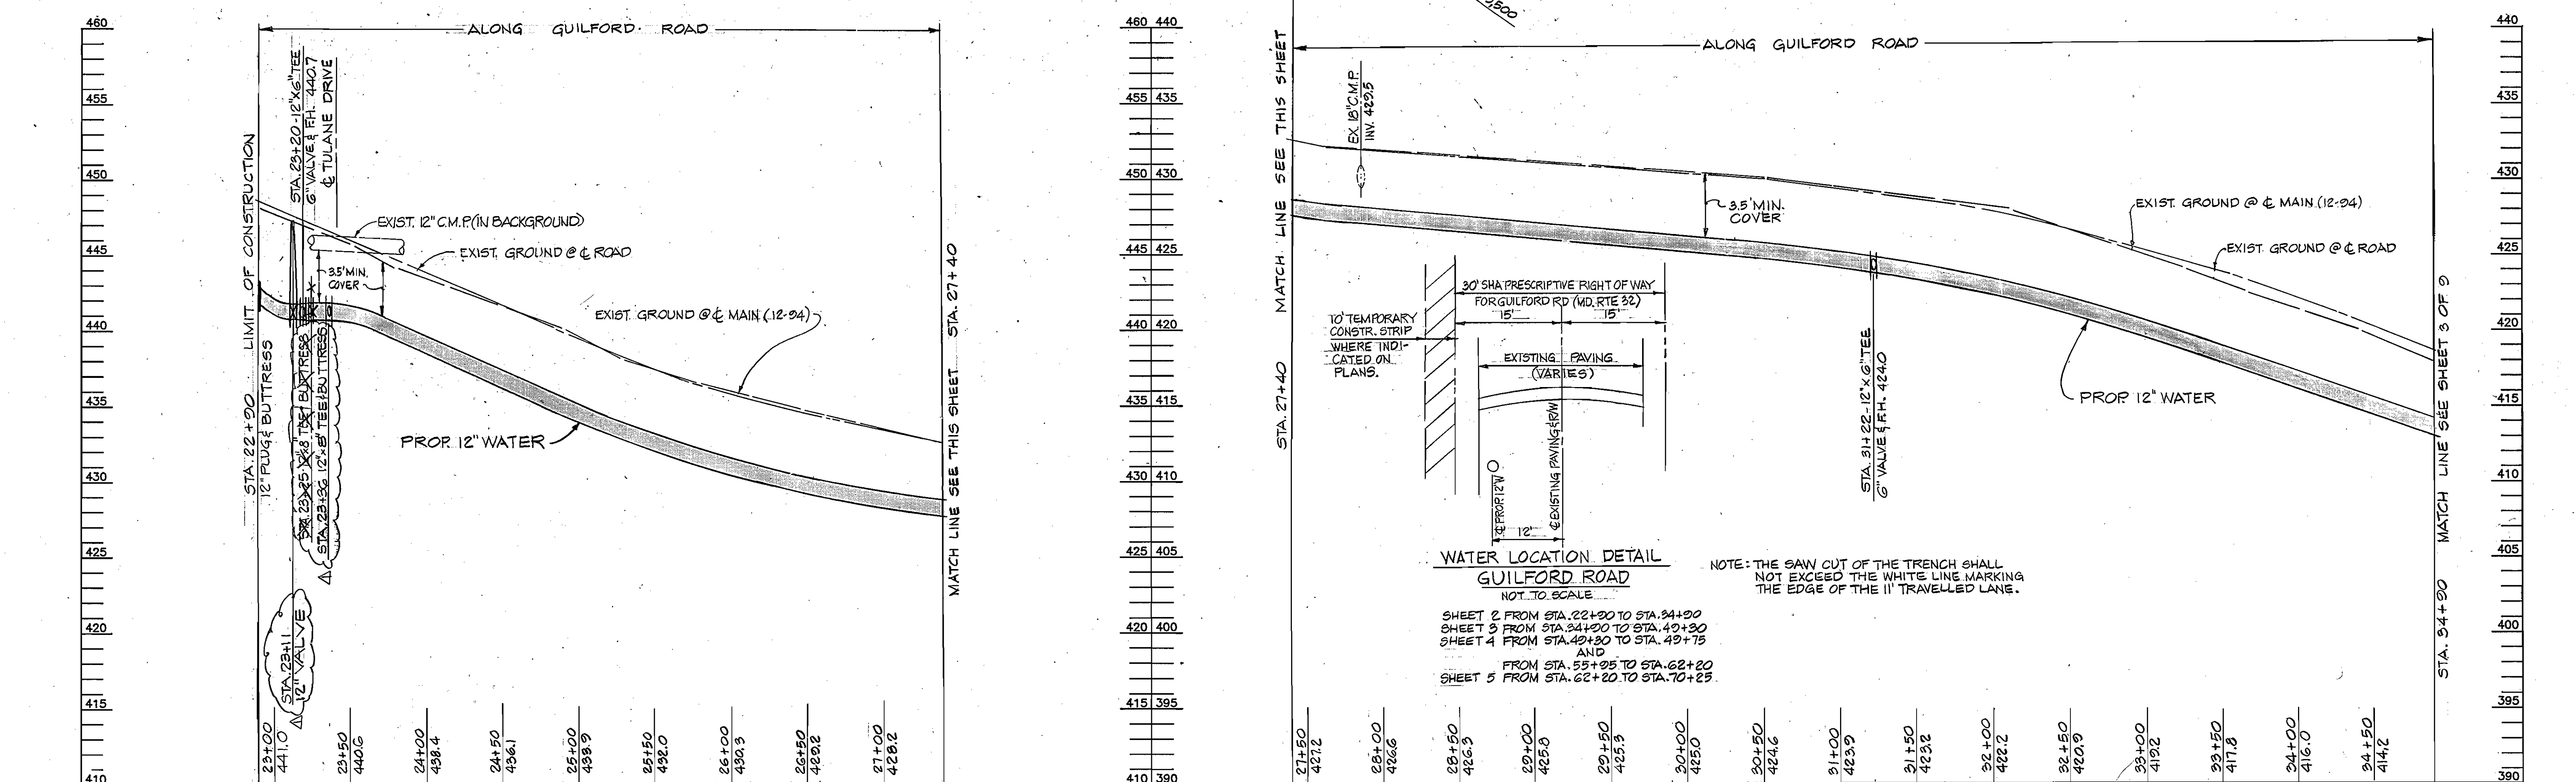 460
455
450
445
440
435
430
425
420
415
410
ALONG GUILFORD ROAD
STA. 22+90 LIMIT OF CONSTRUCTION
12" PLUG & BUTTRESS
STA. 23+20-12"X6" TEE
6" VALVE & F.H. 440.7
℄ TULANE DRIVE
EXIST. 12" C.M.P. (IN BACKGROUND)
EXIST. GROUND @ ℄ ROAD
3.5' MIN.
COVER
EXIST. GROUND @ ℄ MAIN (12-94)
PROP. 12" WATER
STA. 23+36 12"x8" TEE & BUTTRESS
STA. 23+11
12" VALVE
MATCH LINE SEE THIS SHEET STA. 27+40
23+00
441.0
23+50
440.6
24+00
438.4
24+50
436.1
25+00
433.9
25+50
432.0
26+00
430.3
26+50
429.2
27+00
428.2
460 440
455 435
450 430
445 425
440 420
435 415
430 410
425 405
420 400
415 395
410 390
STA. 27+40 MATCH LINE SEE THIS SHEET
ALONG GUILFORD ROAD
EX. 18" C.M.P.
INV. 429.5
3.5' MIN.
COVER
EXIST. GROUND @ ℄ MAIN (12-94)
EXIST. GROUND @ ℄ ROAD
PROP. 12" WATER
STA. 31+22-12"x6" TEE
6" VALVE & F.H. 424.0
30' SHA PRESCRIPTIVE RIGHT OF WAY
FOR GUILFORD RD (MD. RTE 32)
15' 15'
10' TEMPORARY
CONSTR. STRIP
WHERE INDI-
CATED ON
PLANS.
EXISTING PAVING
(VARIES)
℄ PROP. 12" W
℄ EXISTING PAVING & R/W
12'
WATER LOCATION DETAIL
GUILFORD ROAD
NOT TO SCALE
SHEET 2 FROM STA. 22+90 TO STA. 34+90
SHEET 3 FROM STA. 34+90 TO STA. 49+30
SHEET 4 FROM STA. 49+30 TO STA. 49+75
AND
FROM STA. 55+95 TO STA. 62+20
SHEET 5 FROM STA. 62+20 TO STA. 70+25
NOTE: THE SAW CUT OF THE TRENCH SHALL
NOT EXCEED THE WHITE LINE MARKING
THE EDGE OF THE 11' TRAVELLED LANE.
STA. 34+90 MATCH LINE SEE SHEET 3 OF 9
27+50
427.2
28+00
426.6
28+50
426.3
29+00
425.8
29+50
425.3
30+00
425.0
30+50
424.6
31+00
423.9
31+50
423.2
32+00
422.2
32+50
420.9
33+00
419.2
33+50
417.8
34+00
416.0
34+50
414.2
440
435
430
425
420
415
410
405
400
395
390